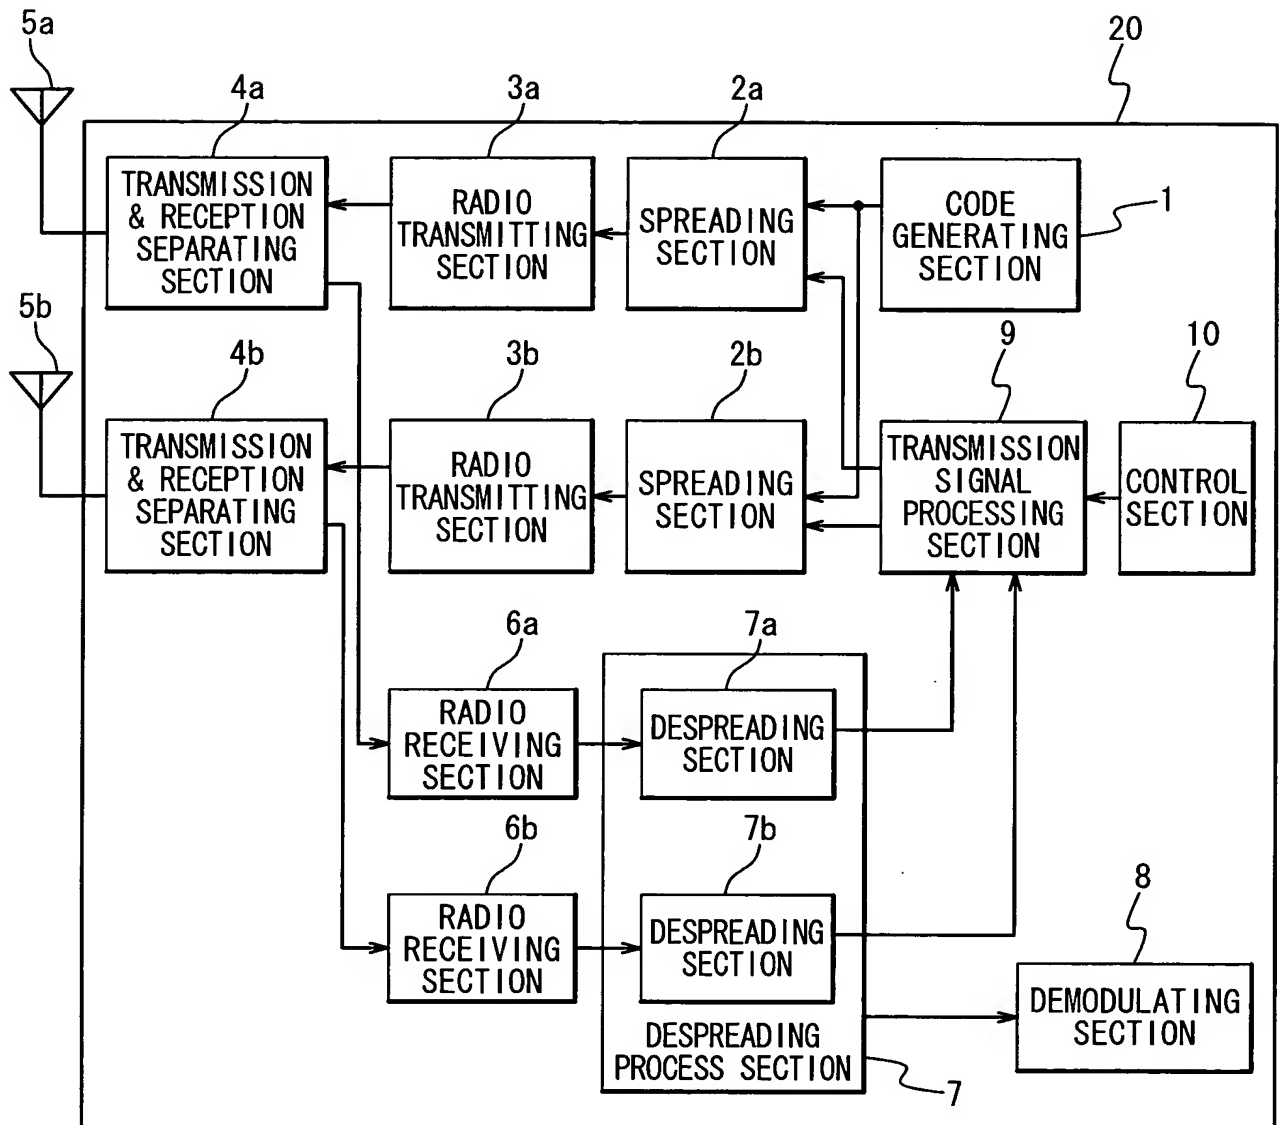 5a
20
4a
3a
2a
TRANSMISSION
& RECEPTION
SEPARATING
SECTION
RADIO
TRANSMITTING
SECTION
SPREADING
SECTION
CODE
GENERATING
SECTION
1
5b
4b
3b
2b
9
10
TRANSMISSION
& RECEPTION
SEPARATING
SECTION
RADIO
TRANSMITTING
SECTION
SPREADING
SECTION
TRANSMISSION
SIGNAL
PROCESSING
SECTION
CONTROL
SECTION
6a
7a
RADIO
RECEIVING
SECTION
DESPREADING
SECTION
6b
7b
RADIO
RECEIVING
SECTION
DESPREADING
SECTION
8
DEMODULATING
SECTION
DESPREADING
PROCESS SECTION
7